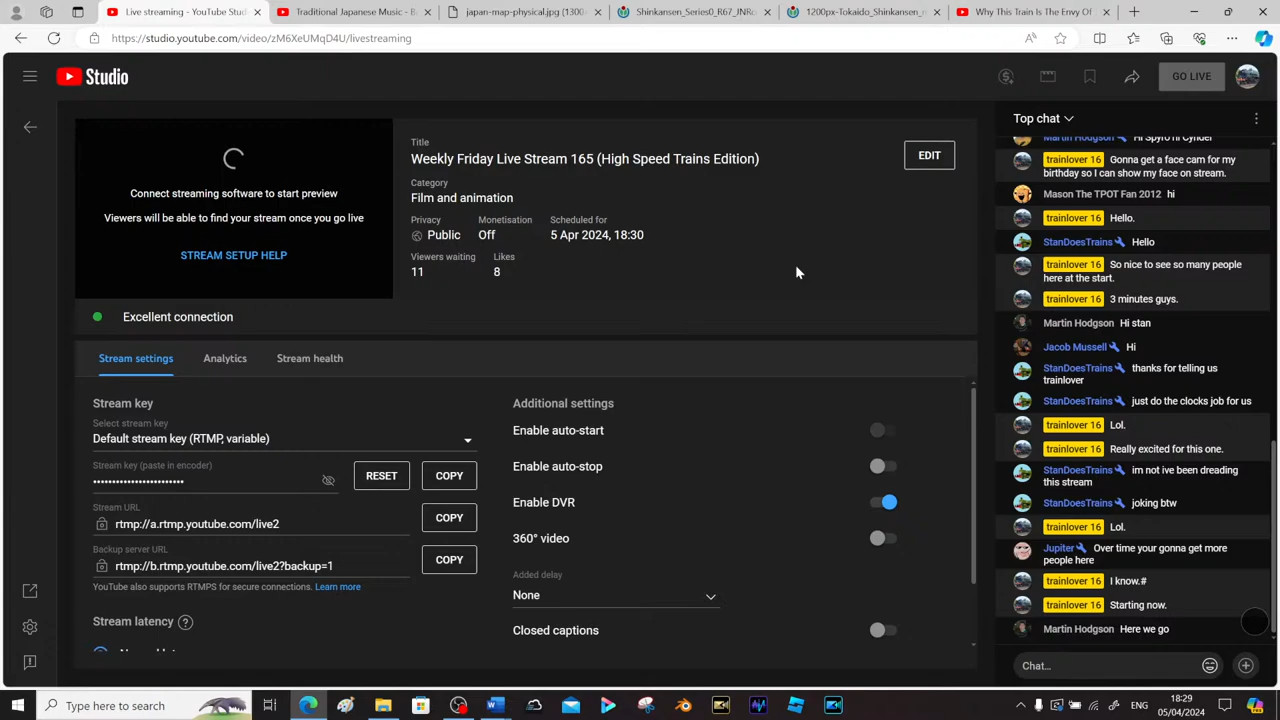 Live streaming - YouTube Studio
Traditional Japanese Music - B
japan-map-physical.jpg (1300×
Shinkansen_Series0_R67_JNRo
1200px-Tokaido_Shinkansen_r
Why This Train Is The Envy Of
https://studio.youtube.com/video/zM6XeUMqD4U/livestreaming
Studio
GO LIVE
Connect streaming software to start preview
Viewers will be able to find your stream once you go live
STREAM SETUP HELP
Title
Weekly Friday Live Stream 165 (High Speed Trains Edition)
EDIT
Category
Film and animation
Privacy
Monetisation
Scheduled for
Public
Off
5 Apr 2024, 18:30
Viewers waiting
Likes
11
8
Excellent connection
Stream settings
Analytics
Stream health
Stream key
Select stream key
Default stream key (RTMP, variable)
Stream key (paste in encoder)
••••••••••••••••••••••••
RESET
COPY
Stream URL
rtmp://a.rtmp.youtube.com/live2
COPY
Backup server URL
rtmp://b.rtmp.youtube.com/live2?backup=1
COPY
YouTube also supports RTMPS for secure connections. Learn more
Stream latency
Additional settings
Enable auto-start
Enable auto-stop
Enable DVR
360° video
Added delay
None
Closed captions
Top chat
Martin Hodgson Hi Spyro Hi Cynder
trainlover 16 Gonna get a face cam for my
birthday so I can show my face on stream.
Mason The TPOT Fan 2012 hi
trainlover 16 Hello.
StanDoesTrains Hello
trainlover 16 So nice to see so many people
here at the start.
trainlover 16 3 minutes guys.
Martin Hodgson Hi stan
Jacob Mussell Hi
StanDoesTrains thanks for telling us
trainlover
StanDoesTrains just do the clocks job for us
trainlover 16 Lol.
trainlover 16 Really excited for this one.
StanDoesTrains im not ive been dreading
this stream
StanDoesTrains joking btw
trainlover 16 Lol.
Jupiter Over time your gonna get more
people here
trainlover 16 I know.#
trainlover 16 Starting now.
Martin Hodgson Here we go
Chat...
Type here to search
18:29
05/04/2024